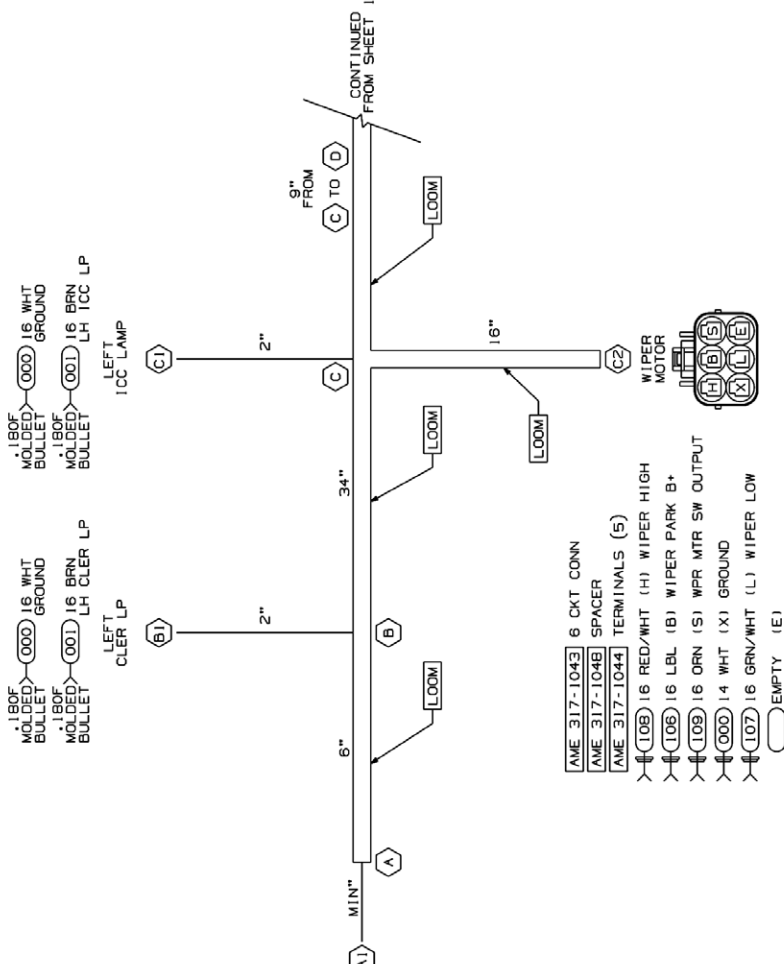 .180F
MOLDED 000 16 WHT
BULLET GROUND
.180F
MOLDED 001 16 BRN
BULLET LH CLER LP
LEFT
CLER LP
B1
2"
.180F
MOLDED 000 16 WHT
BULLET GROUND
.180F
MOLDED 001 16 BRN
BULLET LH ICC LP
LEFT
ICC LAMP
C1
2"
9"
FROM
C TO D
CONTINUED
FROM SHEET
A1
MIN"
A
6"
B
34"
C
LOOM
LOOM
LOOM
LOOM
16"
C2
WIPER
MOTOR
H B S
X L E
AME 317-1043 6 CKT CONN
AME 317-1048 SPACER
AME 317-1044 TERMINALS (5)
108 16 RED/WHT (H) WIPER HIGH
106 16 LBL (B) WIPER PARK B+
109 16 ORN (S) WPR MTR SW OUTPUT
000 14 WHT (X) GROUND
107 16 GRN/WHT (L) WIPER LOW
EMPTY (E)